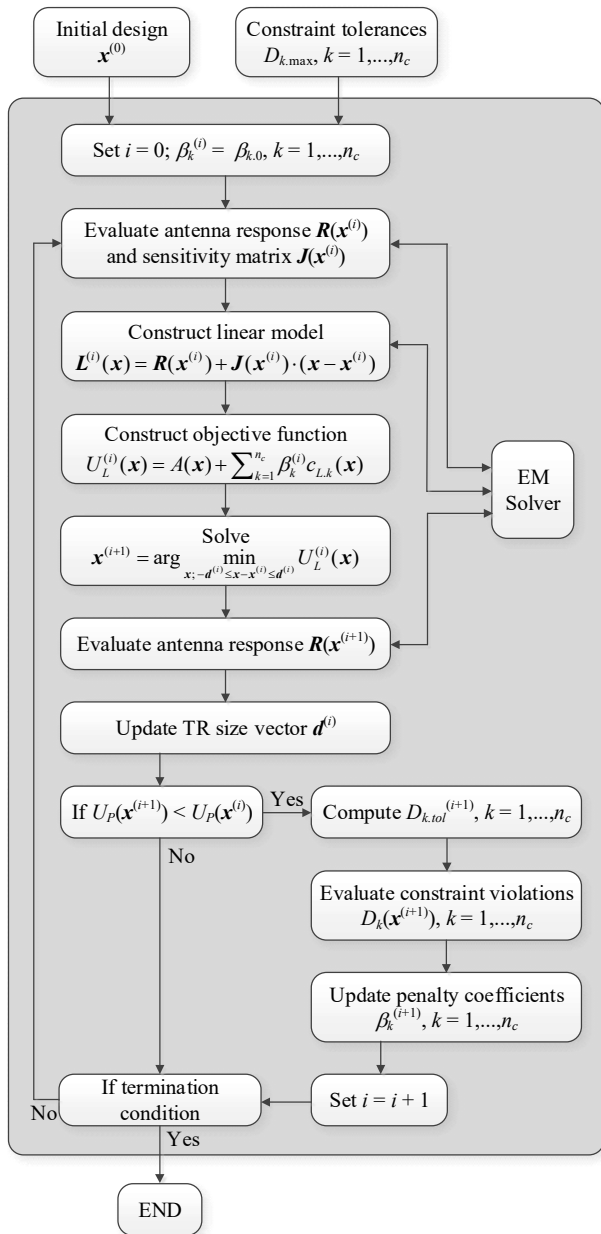 Initial design
x^(0)
Constraint tolerances
D_{k.max}, k = 1,...,n_c
Set i = 0; β_k^(i) = β_{k.0}, k = 1,...,n_c
Evaluate antenna response R(x^(i))
and sensitivity matrix J(x^(i))
Construct linear model
L^(i)(x) = R(x^(i)) + J(x^(i))·(x − x^(i))
Construct objective function
U_L^(i)(x) = A(x) + ∑_{k=1}^{n_c} β_k^(i) c_{L.k}(x)
EM
Solver
Solve
x^(i+1) = arg min_{x; −d^(i) ≤ x−x^(i) ≤ d^(i)} U_L^(i)(x)
Evaluate antenna response R(x^(i+1))
Update TR size vector d^(i)
If U_P(x^(i+1)) < U_P(x^(i))
Yes
No
Compute D_{k.tol}^(i+1), k = 1,...,n_c
Evaluate constraint violations
D_k(x^(i+1)), k = 1,...,n_c
Update penalty coefficients
β_k^(i+1), k = 1,...,n_c
Set i = i + 1
If termination
condition
No
Yes
END